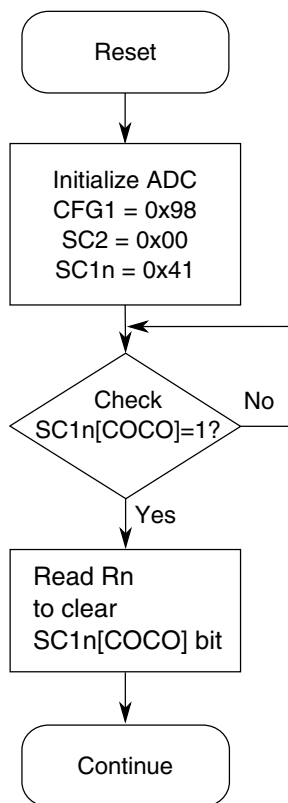 Reset
Initialize ADC
CFG1 = 0x98
SC2 = 0x00
SC1n = 0x41
Check
SC1n[COCO]=1?
No
Yes
Read Rn
to clear
SC1n[COCO] bit
Continue